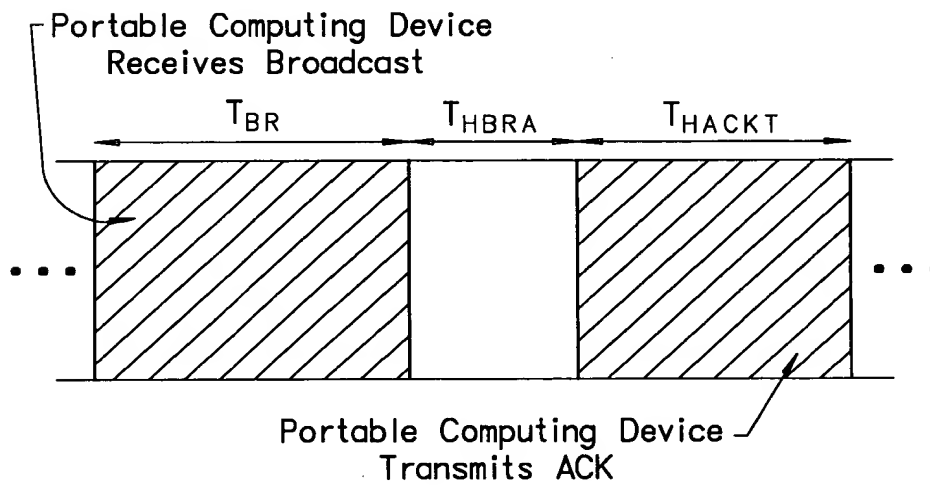 Portable Computing Device
Receives Broadcast
T_BR T_HBRA T_HACKT
Portable Computing Device
Transmits ACK